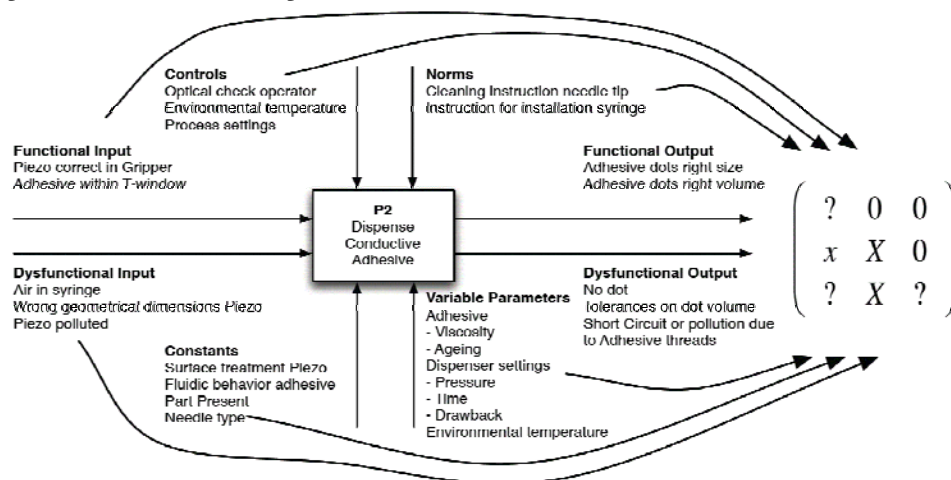 Controls
Optical check operator
Environmental temperature
Process settings
Norms
Cleaning Instruction needle tip
Instruction for installation syringe
Functional Input
Piezo correct in Gripper
Adhesive within T-window
Functional Output
Adhesive dots right size
Adhesive dots right volume
P2
Dispense
Conductive
Adhesive
? 0 0
x X 0
? X ?
Dysfunctional Input
Air in syringe
Wrong geometrical dimensions Piezo
Piezo polluted
Dysfunctional Output
No dot
Tolerances on dot volume
Short Circuit or pollution due
to Adhesive threads
Constants
Surface treatment Piezo
Fluidic behavior adhesive
Part Present
Needle type
Variable Parameters
Adhesive
- Viscosity
- Ageing
Dispenser settings
- Pressure
- Time
- Drawback
Environmental temperature